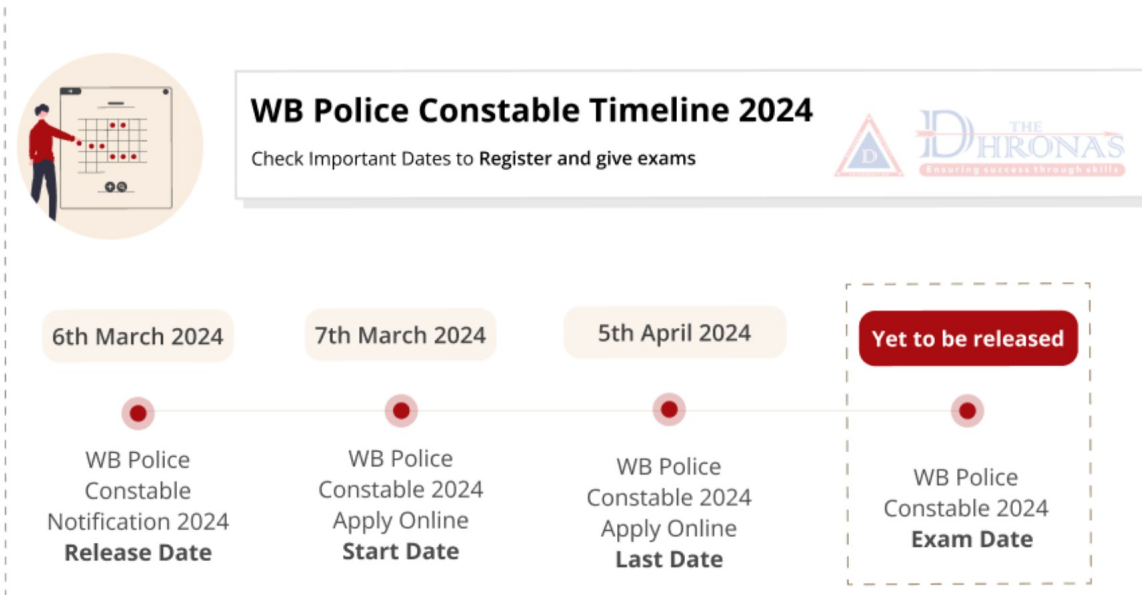 WB Police Constable Timeline 2024
Check Important Dates to Register and give exams
D
THE
DHRONAS
Ensuring success through skills
6th March 2024
7th March 2024
5th April 2024
Yet to be released
WB Police
Constable
Notification 2024
Release Date
WB Police
Constable 2024
Apply Online
Start Date
WB Police
Constable 2024
Apply Online
Last Date
WB Police
Constable 2024
Exam Date